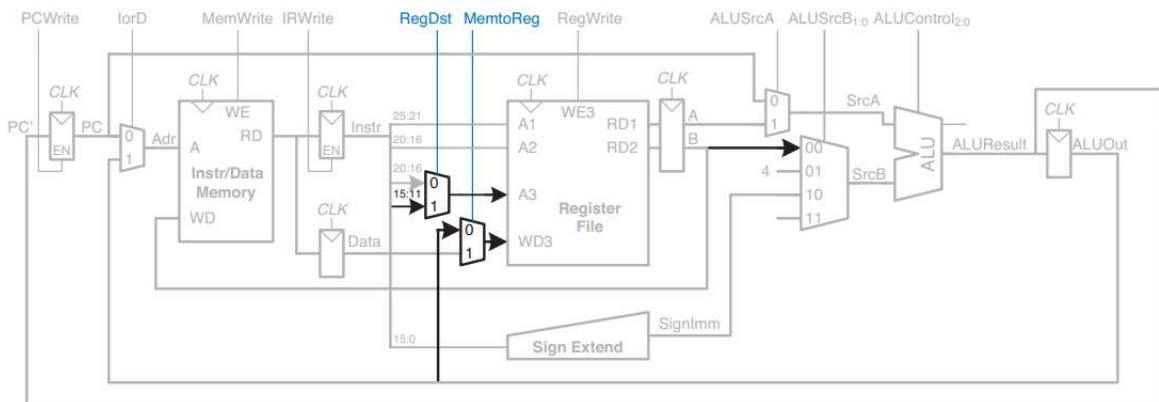 PCWrite IorD MemWrite IRWrite RegDst MemtoReg RegWrite ALUSrcA ALUSrcB1:0 ALUControl2:0
CLK CLK CLK CLK CLK CLK
PC' PC EN 0 1 Adr A WE RD Instr/Data Memory WD
EN Instr 25:21 20:16 20:16 15:11 0 1
CLK Data 0 1
A1 A2 A3 WD3 WE3 RD1 RD2 Register File
A B 0 1 SrcA
4 00 01 10 11 SrcB
ALU ALUResult ALUOut
15:0 Sign Extend SignImm